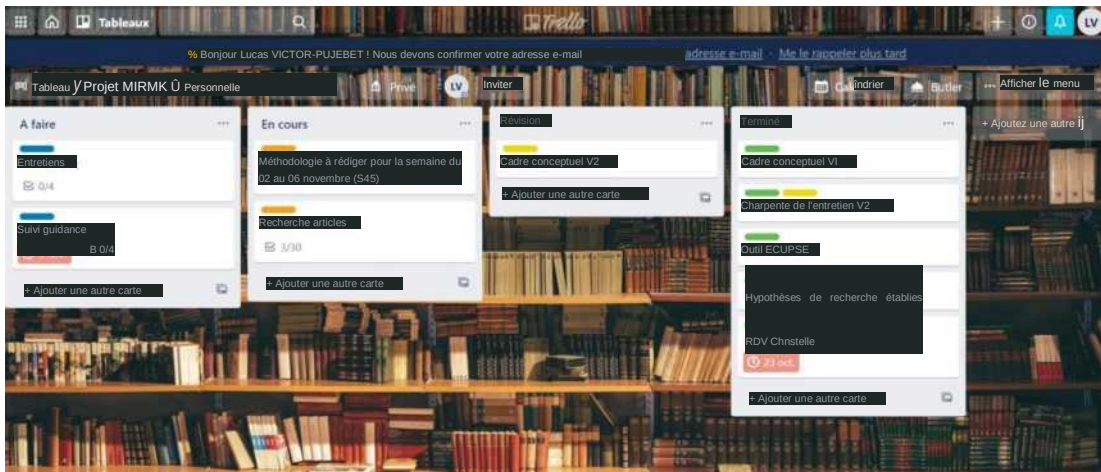 Tableaux
Trello
LV
% Bonjour Lucas VICTOR-PUJEBET ! Nous devons confirmer votre adresse e-mail
adresse e-mail - Me le rappeler plus tard
Tableau y Projet MIRMK Û Personnelle
Privé
LV
Inviter
Butler
... Afficher le menu
A faire
Entretiens
0/4
Suivi guidance
B 0/4
+ Ajouter une autre carte
En cours
Méthodologie à rédiger pour la semaine du
02 au 06 novembre (S45)
Recherche articles
3/30
+ Ajouter une autre carte
Révision
Cadre conceptuel V2
+ Ajouter une autre carte
Terminé
Cadre conceptuel VI
Charpente de l'entretien V2
Outil ECUPSE
Hypothèses de recherche établies
RDV Chnstelle
23 oct.
+ Ajouter une autre carte
+ Ajoutez une autre ij